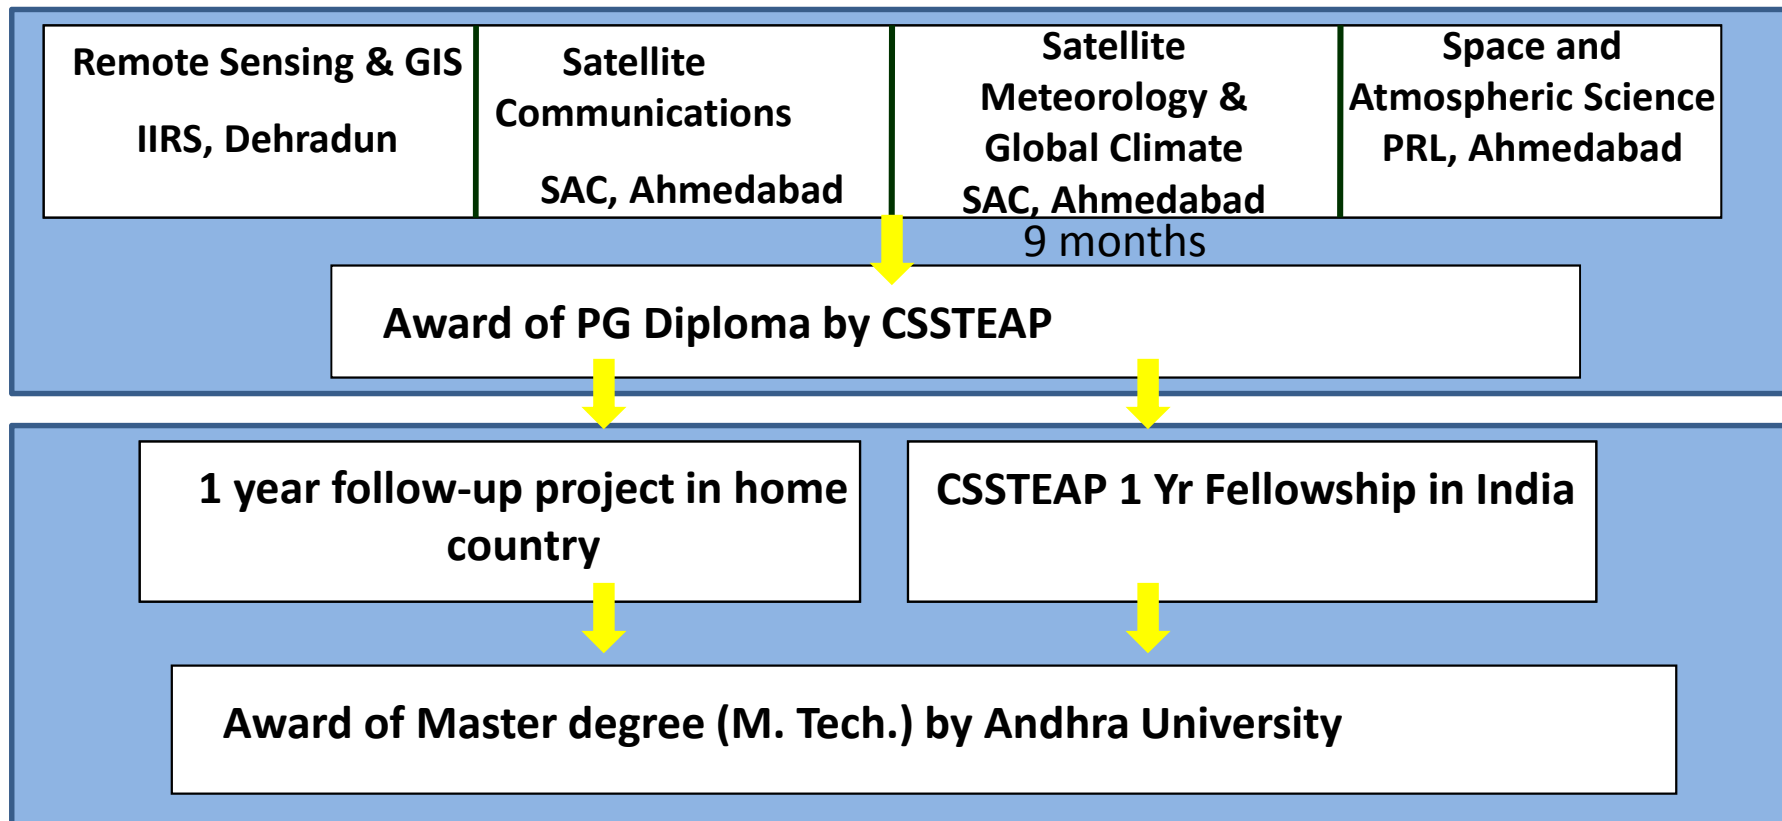 Remote Sensing & GIS
IIRS, Dehradun
Satellite
Communications
SAC, Ahmedabad
Satellite
Meteorology &
Global Climate
SAC, Ahmedabad
Space and
Atmospheric Science
PRL, Ahmedabad
9 months
Award of PG Diploma by CSSTEAP
1 year follow-up project in home
country
CSSTEAP 1 Yr Fellowship in India
Award of Master degree (M. Tech.) by Andhra University